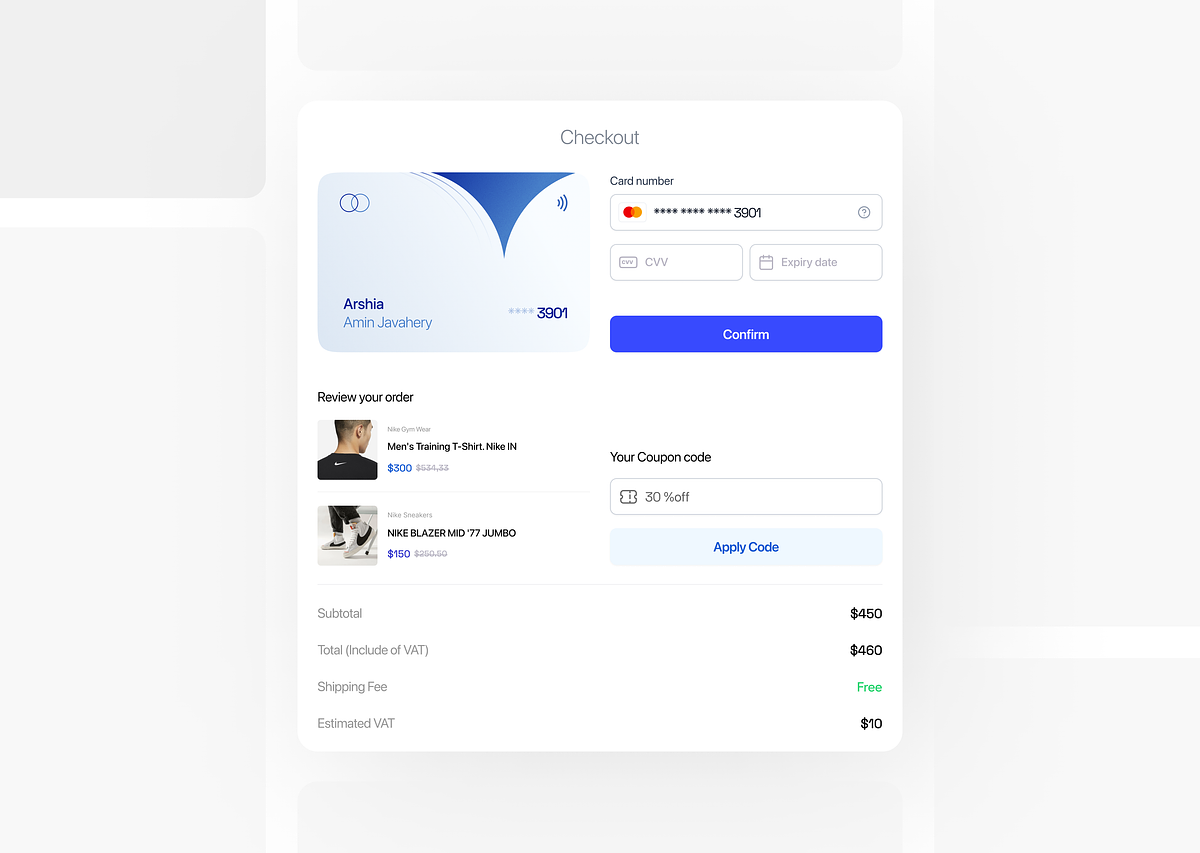 Checkout
Arshia
Amin Javahery
**** 3901
Card number
**** **** **** 3901
CVV CVV
Expiry date
Confirm
Review your order
Nike Gym Wear
Men's Training T-Shirt. Nike IN
$300 $534,33
Nike Sneakers
NIKE BLAZER MID '77 JUMBO
$150 $250.50
Your Coupon code
30 %off
Apply Code
Subtotal $450
Total (Include of VAT) $460
Shipping Fee Free
Estimated VAT $10